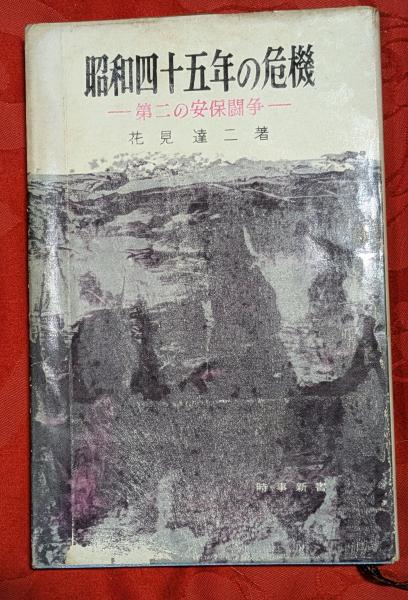 昭和四十五年の危機
―第二の安保闘争―
花見達二著
時事新書